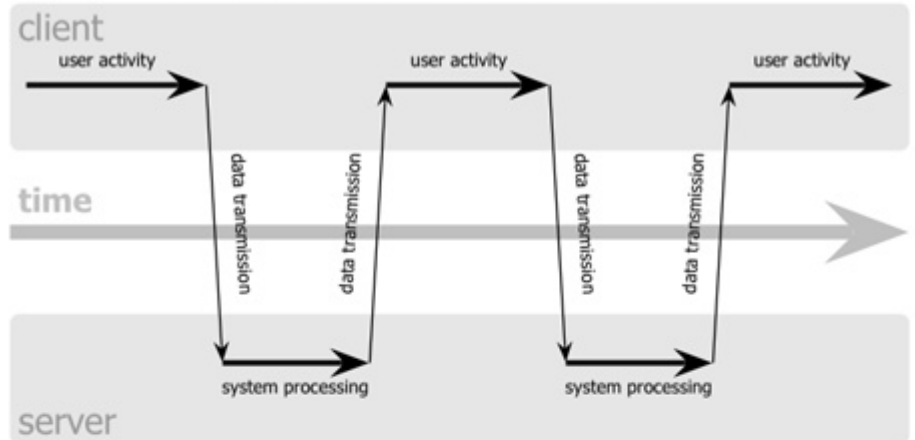 client
user activity
user activity
user activity
data transmission
data transmission
data transmission
data transmission
time
system processing
system processing
server